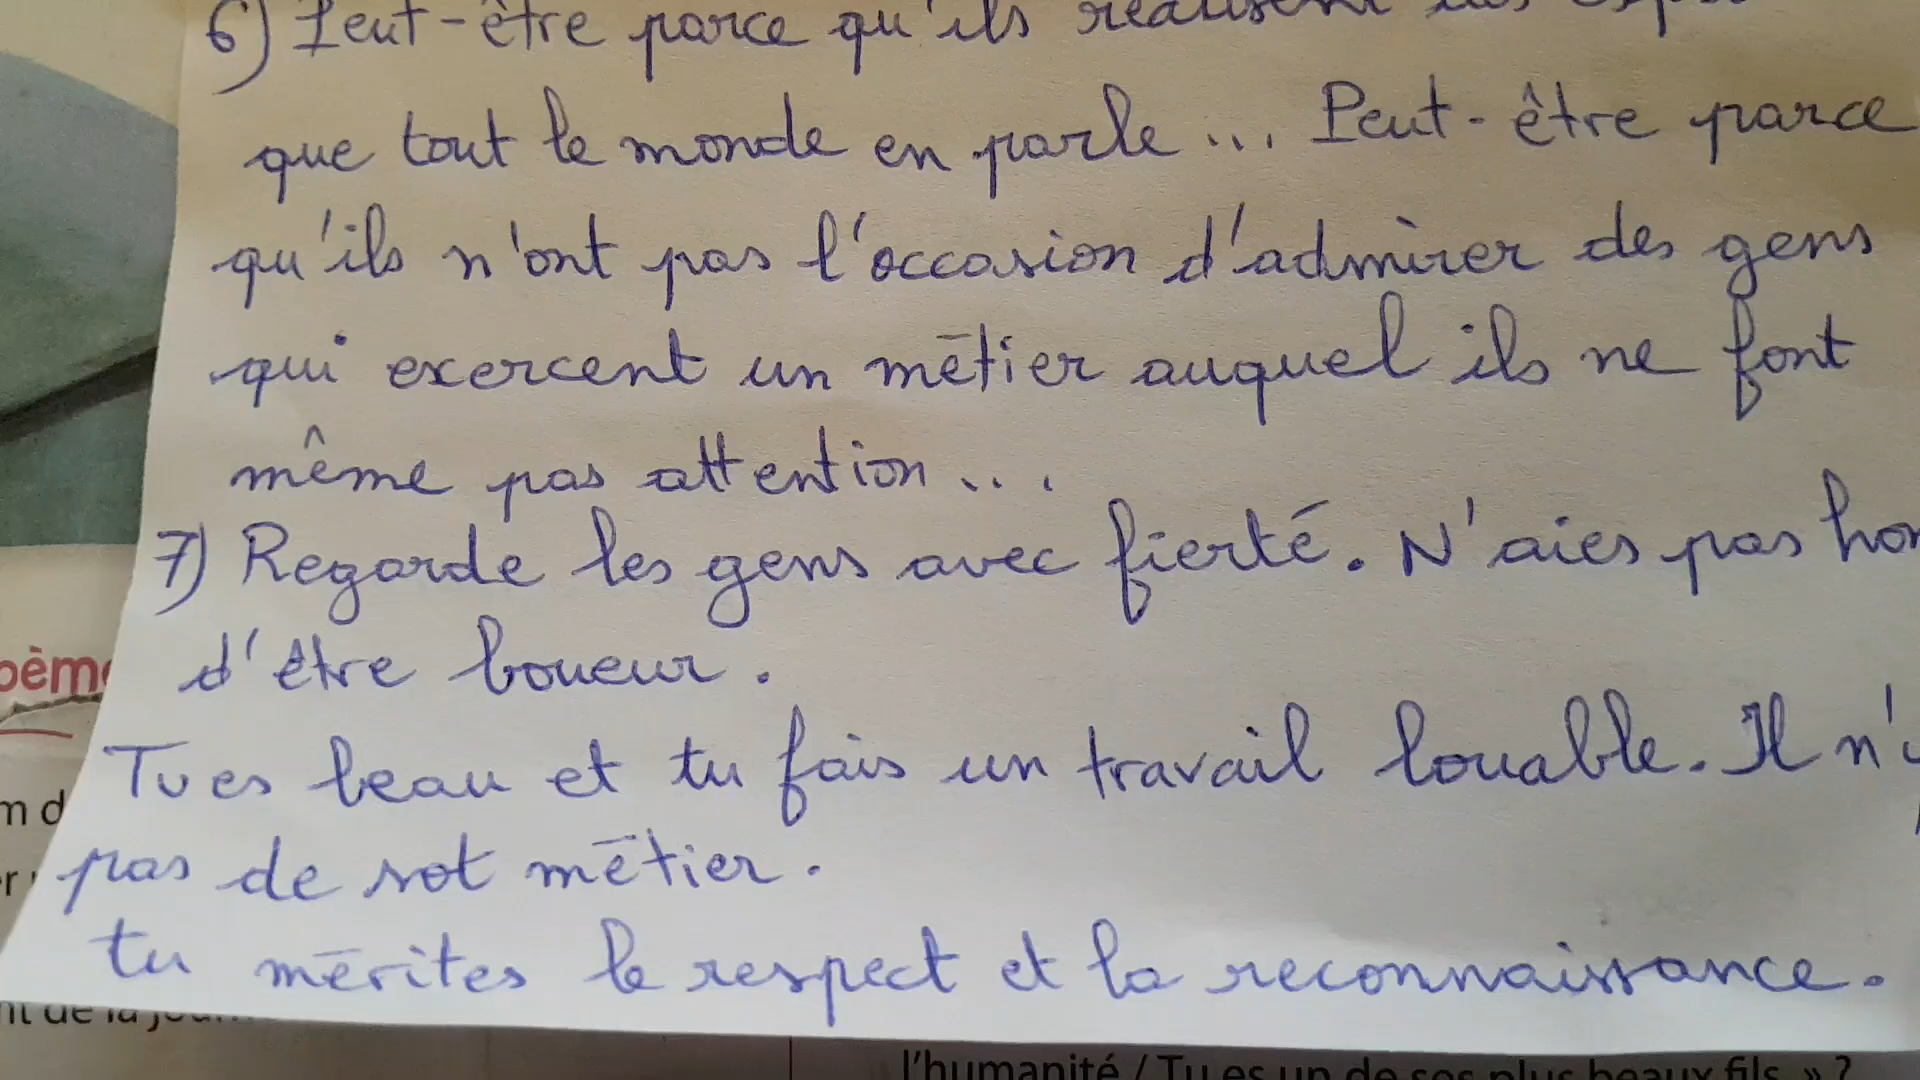 6) Peut-être parce qu'ils réalisent
que tout le monde en parle... Peut-être parce
qu'ils n'ont pas l'occasion d'admirer des gens
qui exercent un métier auquel ils ne font
même pas attention...
7) Regarde les gens avec fierté. N'aies pas
d'être boueur.
Tu es beau et tu fais un travail louable. Il n'y
pas de sot métier.
tu mérites le respect et la reconnaissance.
l'humanité / Tu es un de ses plus beaux fils. » ?